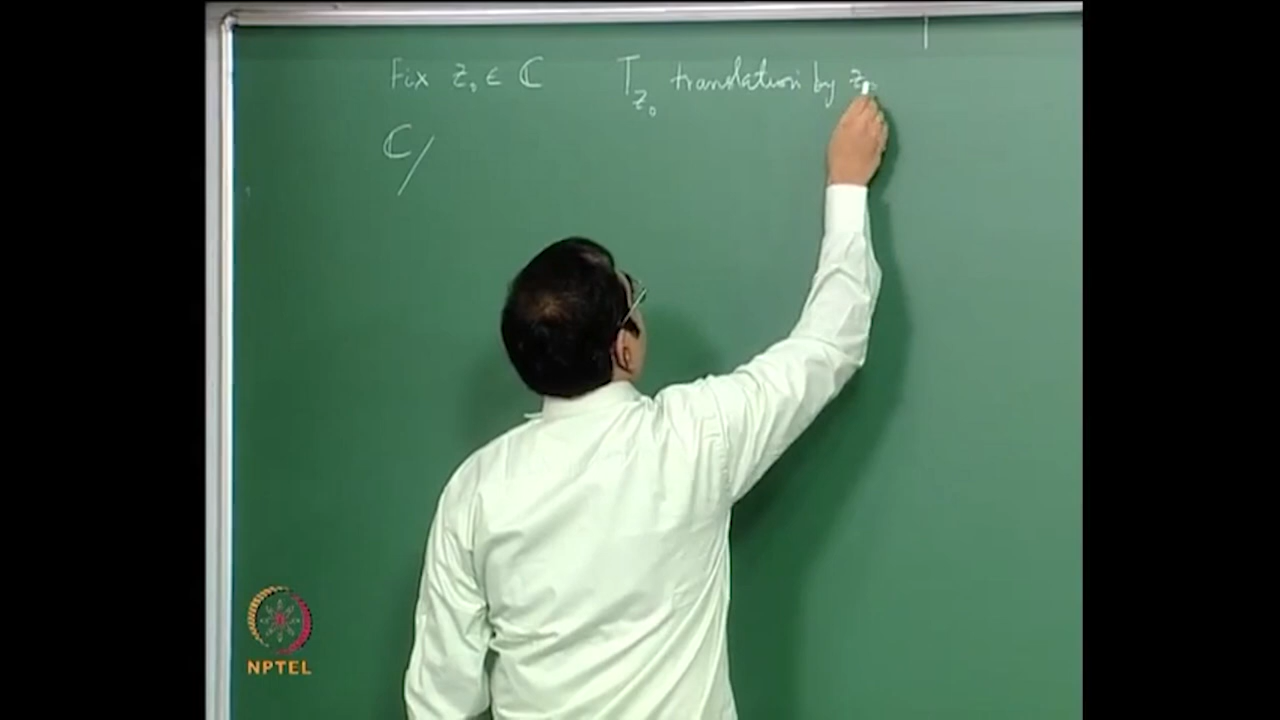 Fix z₀ ∈ ℂ T_{z₀} translation by z₀
ℂ/
NPTEL